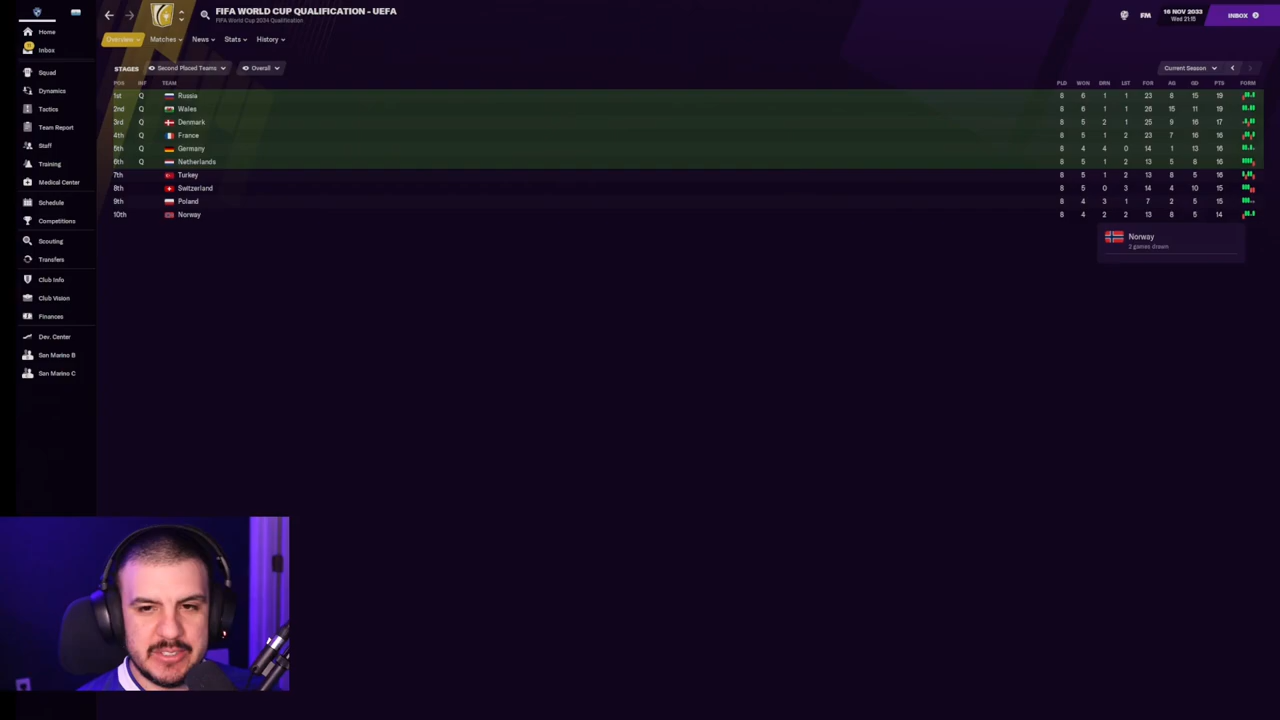 FIFA WORLD CUP QUALIFICATION - UEFA
FIFA World Cup 2034 Qualification
FM
16 NOV 2033
Wed 21:15
INBOX
Overview
Matches
News
Stats
History
Home
Inbox
Squad
Dynamics
Tactics
Team Report
Staff
Training
Medical Center
Schedule
Competitions
Scouting
Transfers
Club Info
Club Vision
Finances
Dev. Center
San Marino B
San Marino C
STAGES Second Placed Teams Overall Current Season
POS INF TEAM PLD WON DRN LST FOR AG GD PTS FORM
1st Q Russia 8 6 1 1 23 8 15 19
2nd Q Wales 8 6 1 1 26 15 11 19
3rd Q Denmark 8 5 2 1 25 9 16 17
4th Q France 8 5 1 2 23 7 16 16
5th Q Germany 8 4 4 0 14 1 13 16
6th Q Netherlands 8 5 1 2 13 5 8 16
7th Turkey 8 5 1 2 13 8 5 16
8th Switzerland 8 5 0 3 14 4 10 15
9th Poland 8 4 3 1 7 2 5 15
10th Norway 8 4 2 2 13 8 5 14
Norway
2 games drawn